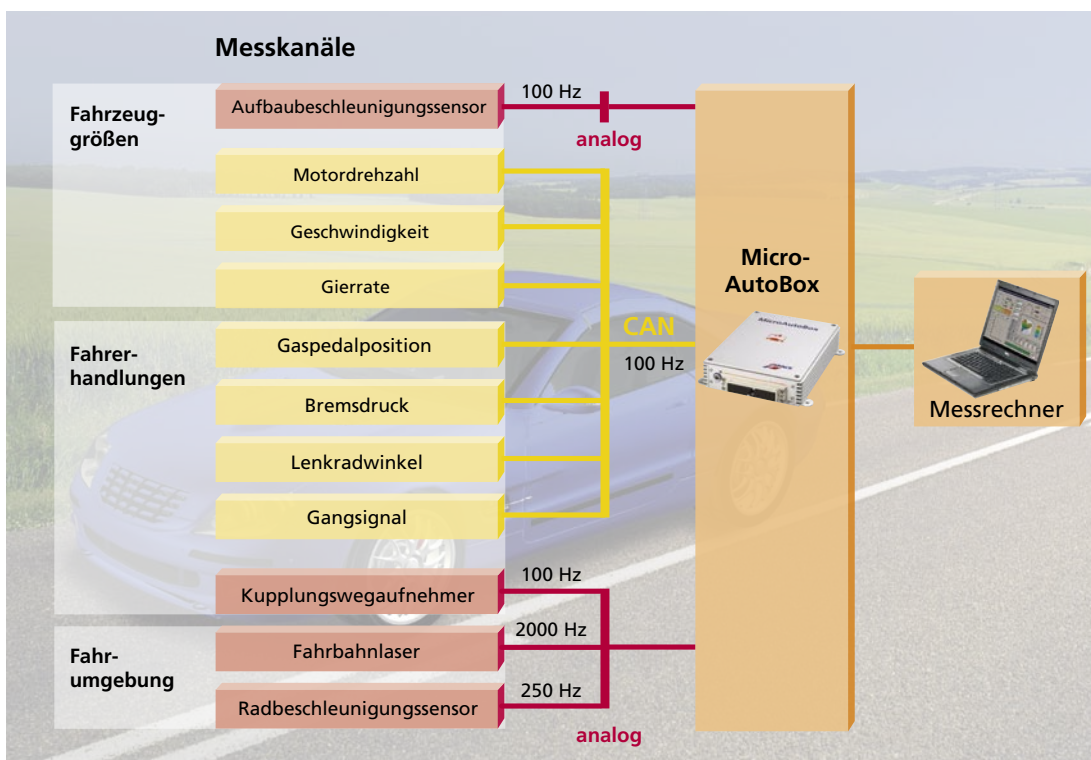 Messkanäle
Fahrzeug-
größen
Aufbaubeschleunigungssensor
100 Hz
analog
Motordrehzahl
Geschwindigkeit
Gierrate
Fahrer-
handlungen
Gaspedalposition
Bremsdruck
Lenkradwinkel
Gangsignal
CAN
100 Hz
Kupplungswegaufnehmer
100 Hz
Fahr-
umgebung
Fahrbahnlaser
2000 Hz
Radbeschleunigungssensor
250 Hz
analog
Micro-
AutoBox
MicroAutoBox
Messrechner